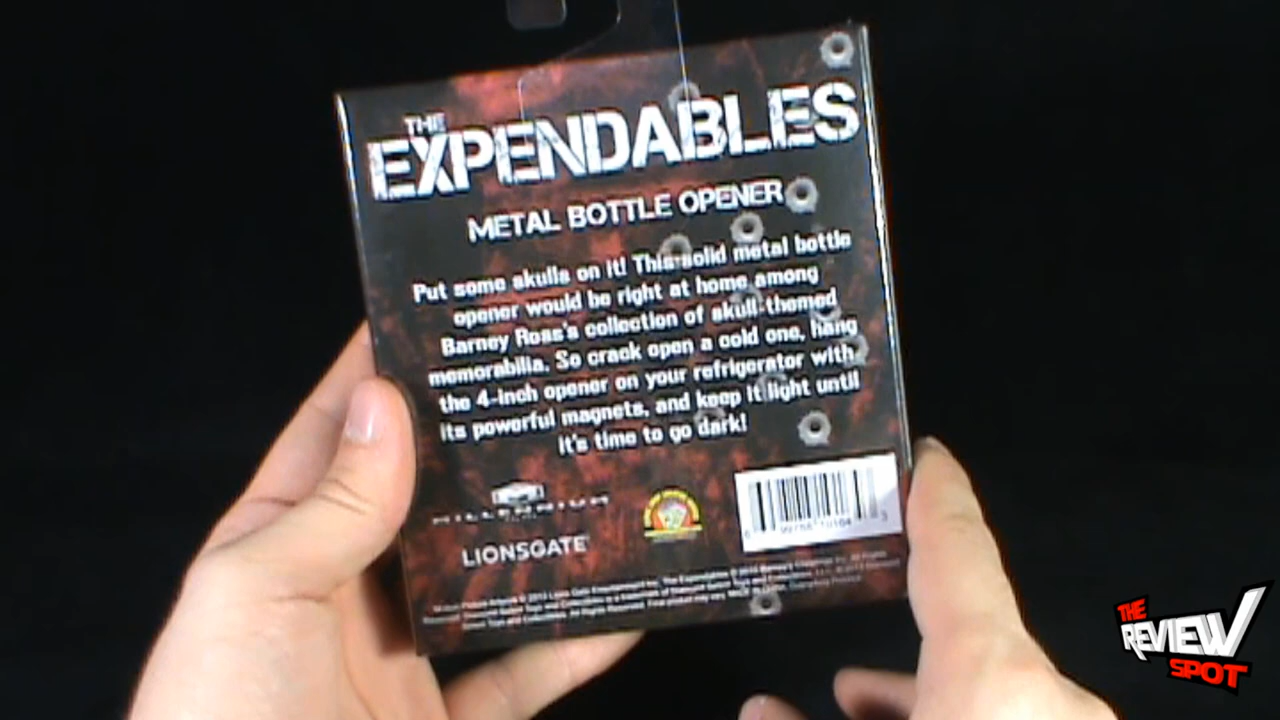 THE
EXPENDABLES
METAL BOTTLE OPENER
Put some skulls on it! This solid metal bottle
opener would be right at home among
Barney Ross's collection of skull-themed
memorabilia. So crack open a cold one, hang
the 4-inch opener on your refrigerator with
its powerful magnets, and keep it light until
it's time to go dark!
MILLENNIUM
LIONSGATE
THE
REVIEW
SPOT